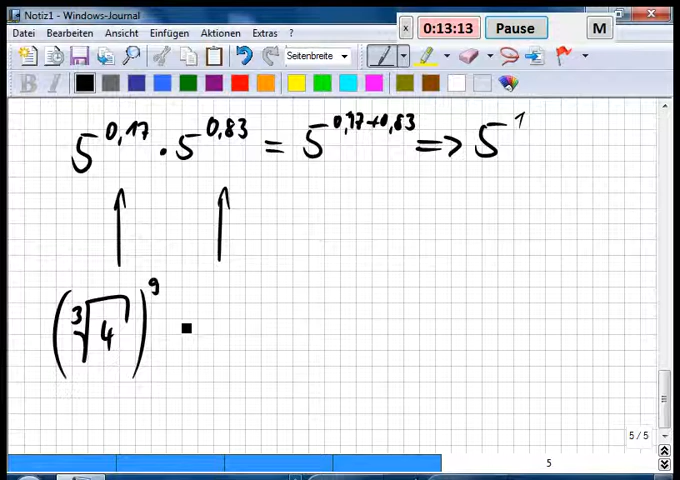 Notiz1 - Windows-Journal
x 0:13:13 Pause M
Datei Bearbeiten Ansicht Einfügen Aktionen Extras ?
Seitenbreite
B I
5^0,17 · 5^0,83 = 5^0,17+0,83 => 5^1
(³√4)^9
5/5
5